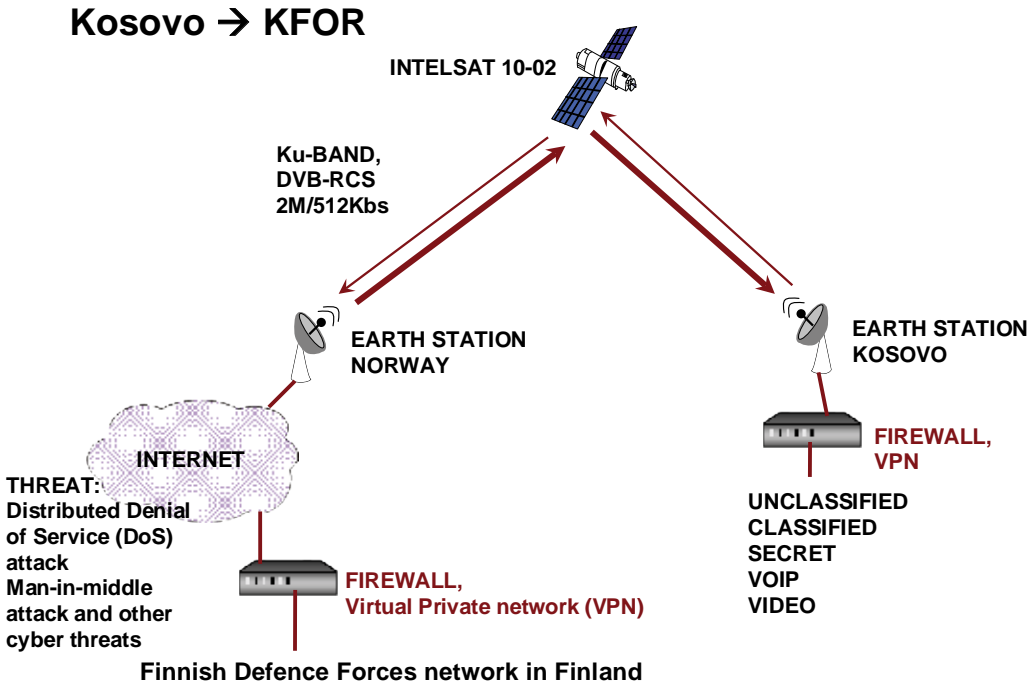 Kosovo → KFOR
INTELSAT 10-02
Ku-BAND,
DVB-RCS
2M/512Kbs
EARTH STATION
NORWAY
EARTH STATION
KOSOVO
INTERNET
FIREWALL,
VPN
THREAT:
Distributed Denial
of Service (DoS)
attack
Man-in-middle
attack and other
cyber threats
UNCLASSIFIED
CLASSIFIED
SECRET
VOIP
VIDEO
FIREWALL,
Virtual Private network (VPN)
Finnish Defence Forces network in Finland